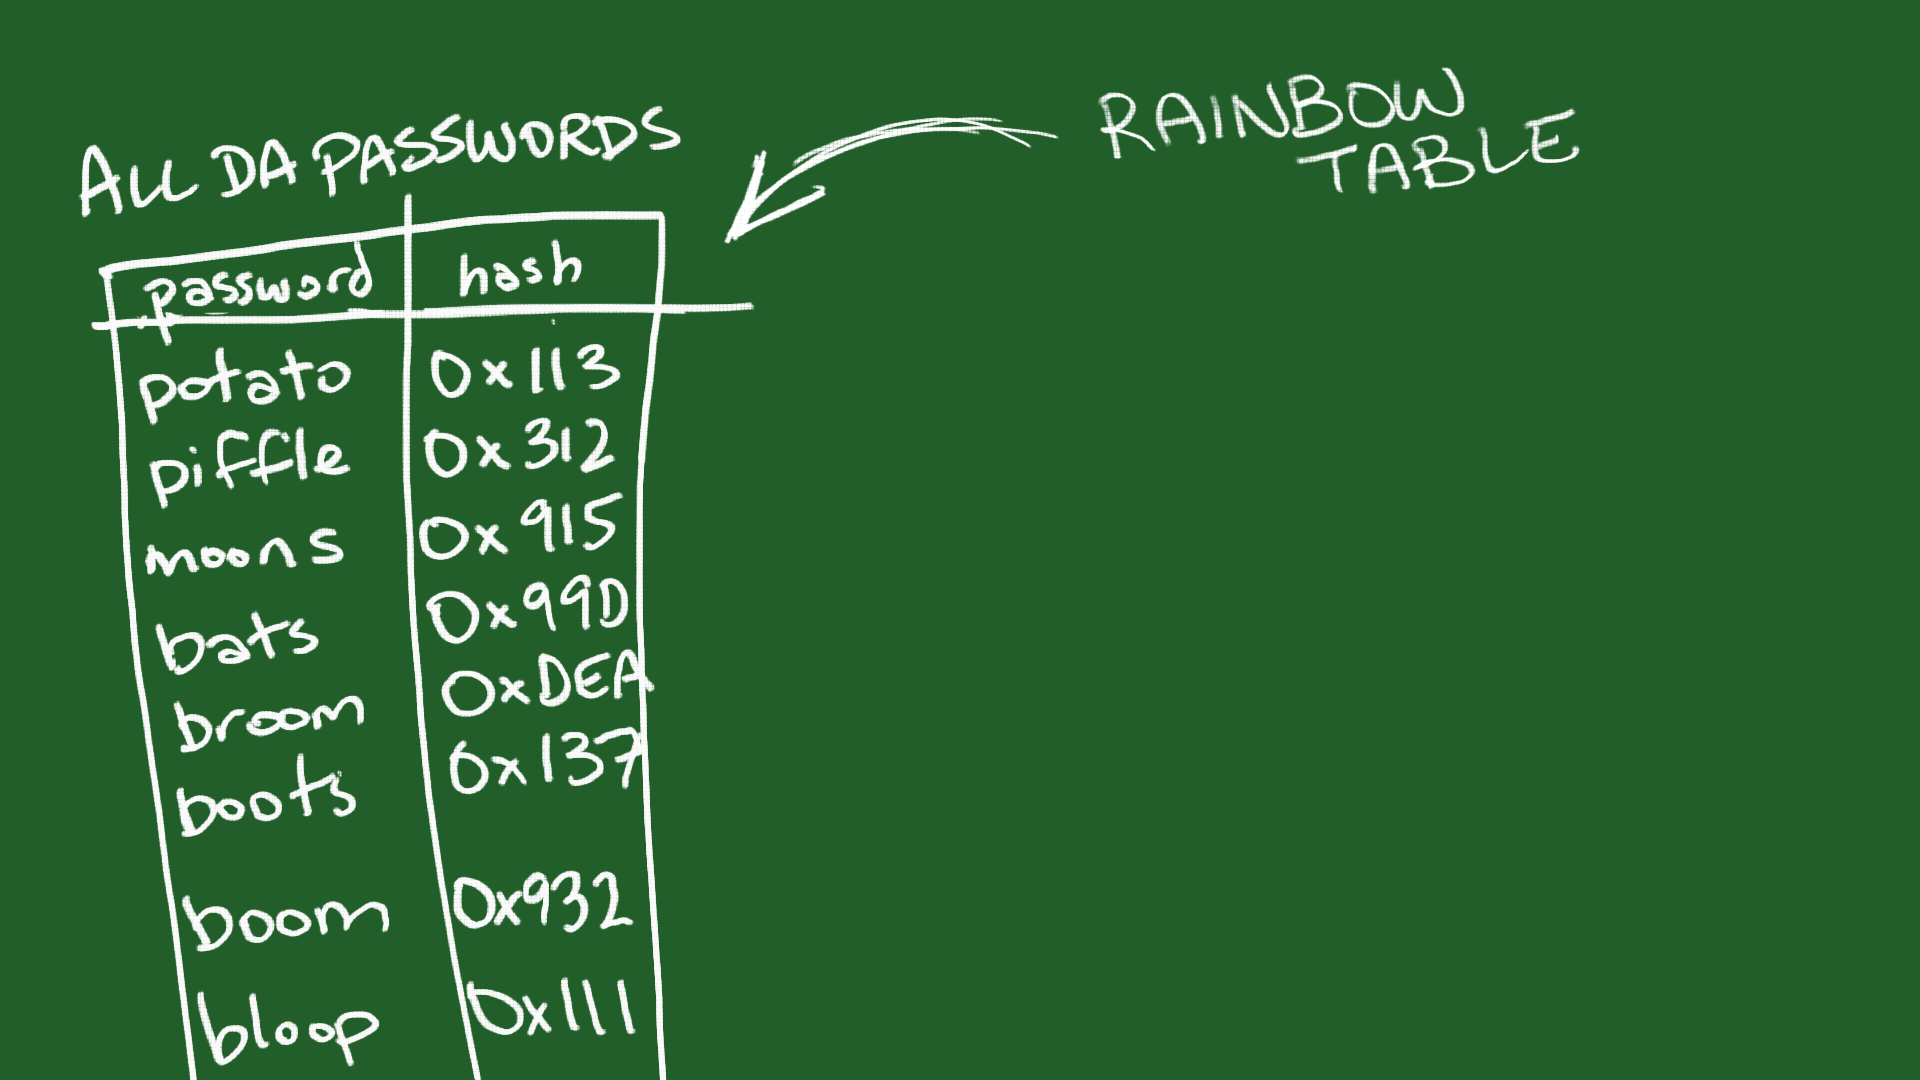 RAINBOW
TABLE
ALL DA PASSWORDS
password hash
potato 0x113
piffle 0x312
moons 0x915
bats 0x99D
broom 0xDEA
boots 0x137
boom 0x932
bloop 0x111